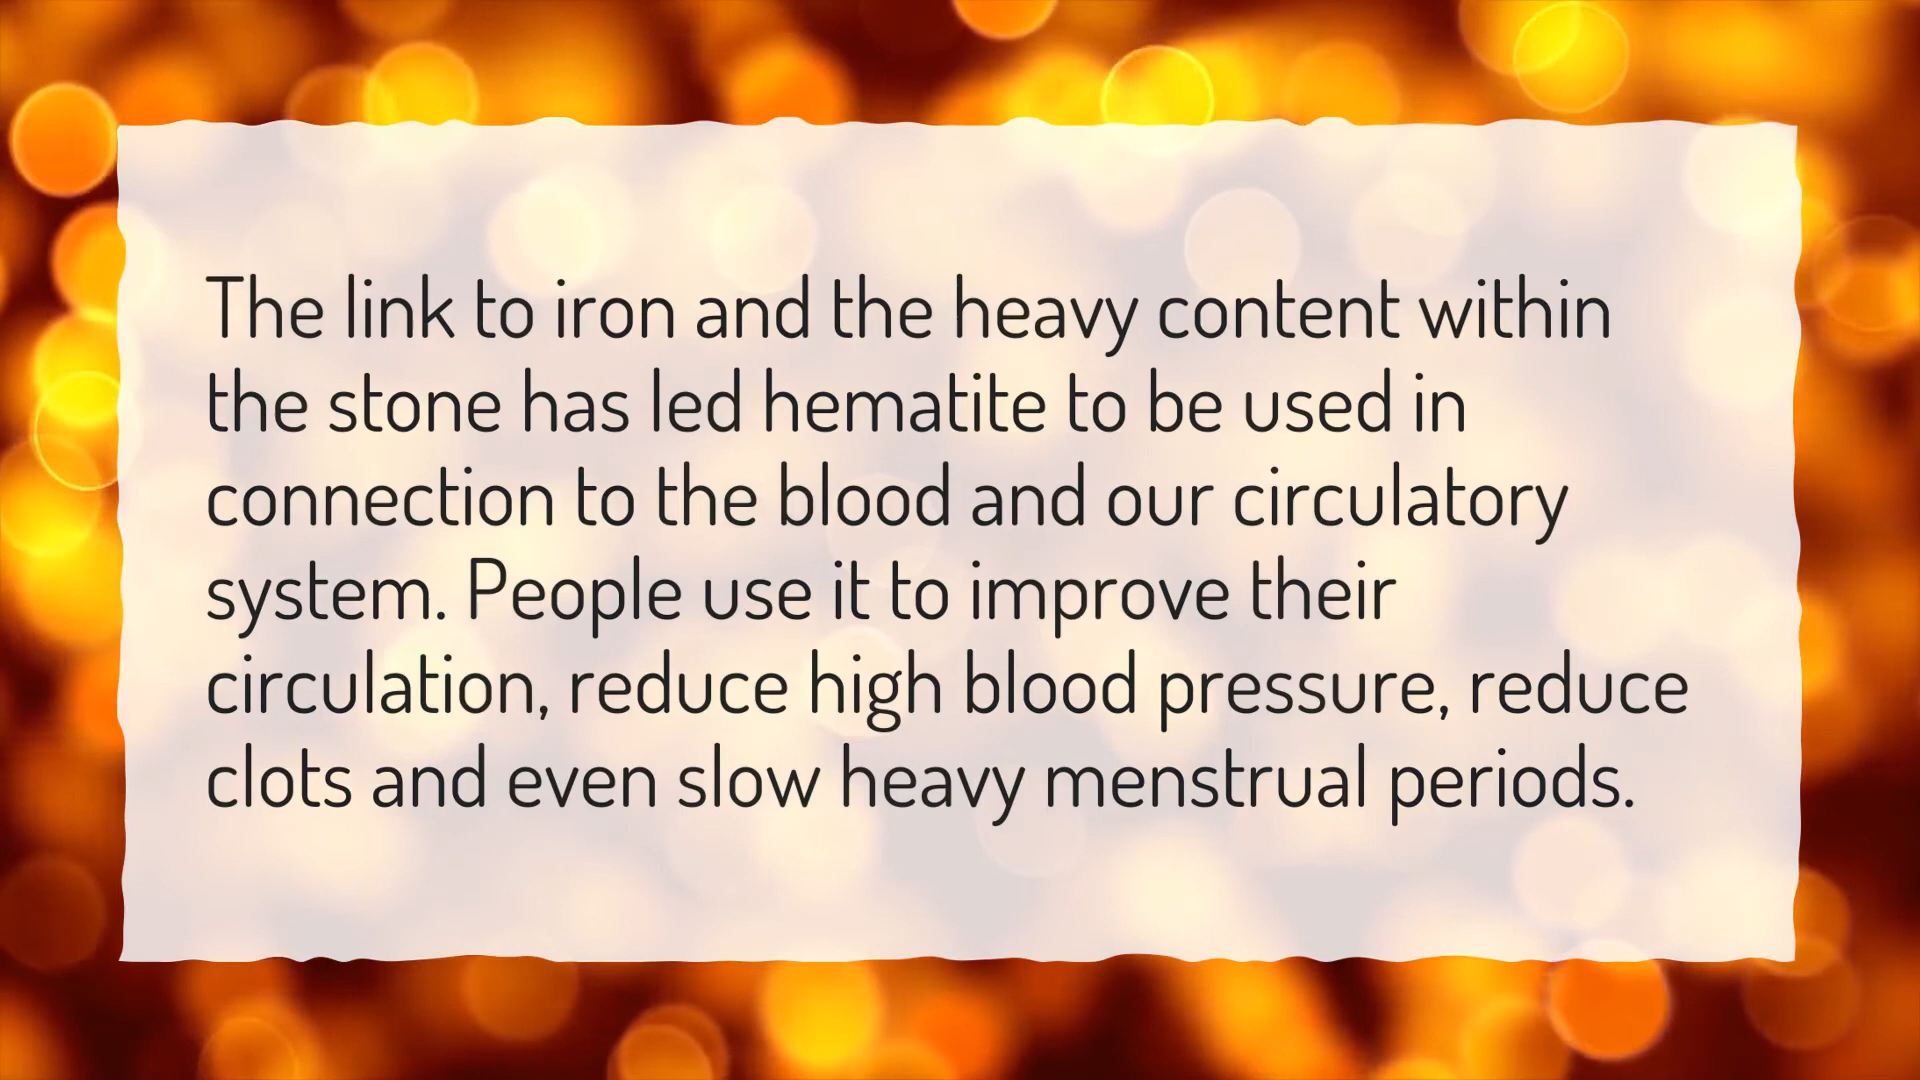 The link to iron and the heavy content within
the stone has led hematite to be used in
connection to the blood and our circulatory
system. People use it to improve their
circulation, reduce high blood pressure, reduce
clots and even slow heavy menstrual periods.